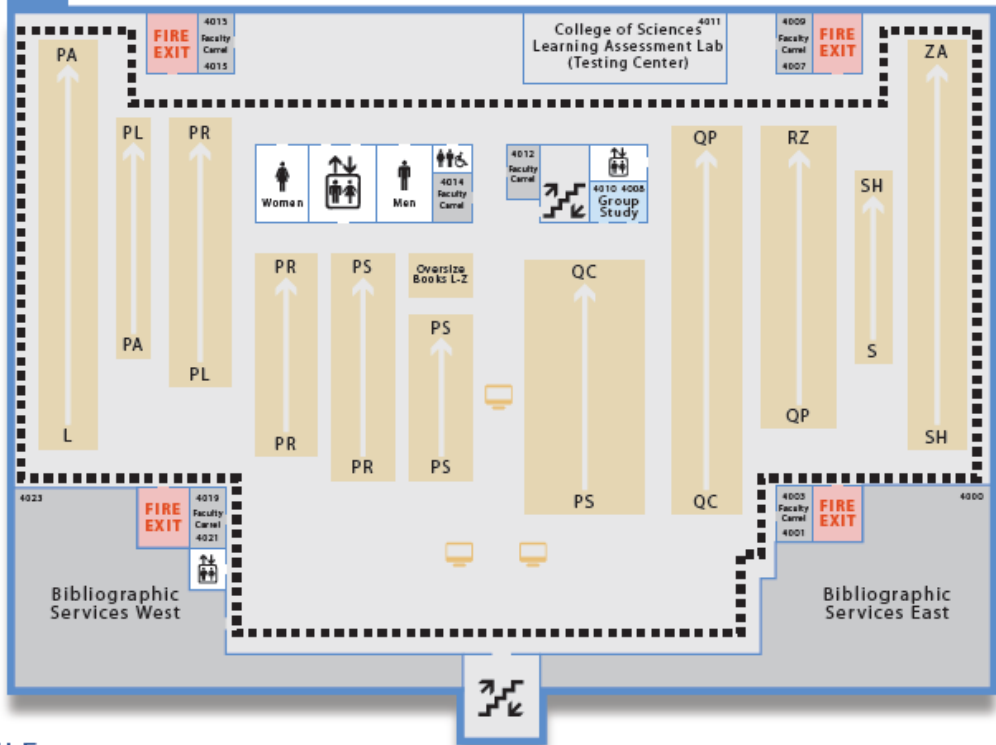 4015
Faculty
Carrel
4015
FIRE
EXIT
4011
College of Sciences
Learning Assessment Lab
(Testing Center)
4009
Faculty
Carrel
4007
FIRE
EXIT
PA
L
PL
PA
PR
PL
Women
Men
4014
Faculty
Carrel
4012
Faculty
Carrel
4010 4008
Group
Study
QP
QC
RZ
QP
SH
S
ZA
SH
PR
PR
PS
PR
Oversize
Books L-Z
PS
PS
QC
PS
4023
FIRE
EXIT
4019
Faculty
Carrel
4021
Bibliographic
Services West
4003
Faculty
Carrel
4001
FIRE
EXIT
4000
Bibliographic
Services East